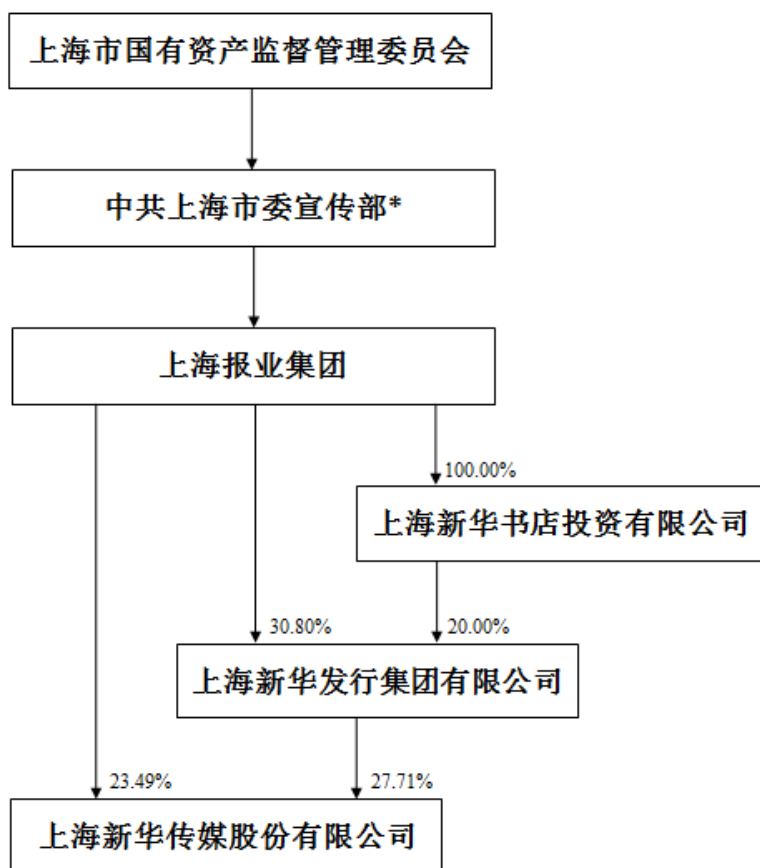 上海市国有资产监督管理委员会
中共上海市委宣传部*
上海报业集团
100.00%
上海新华书店投资有限公司
30.80%
20.00%
上海新华发行集团有限公司
23.49%
27.71%
上海新华传媒股份有限公司